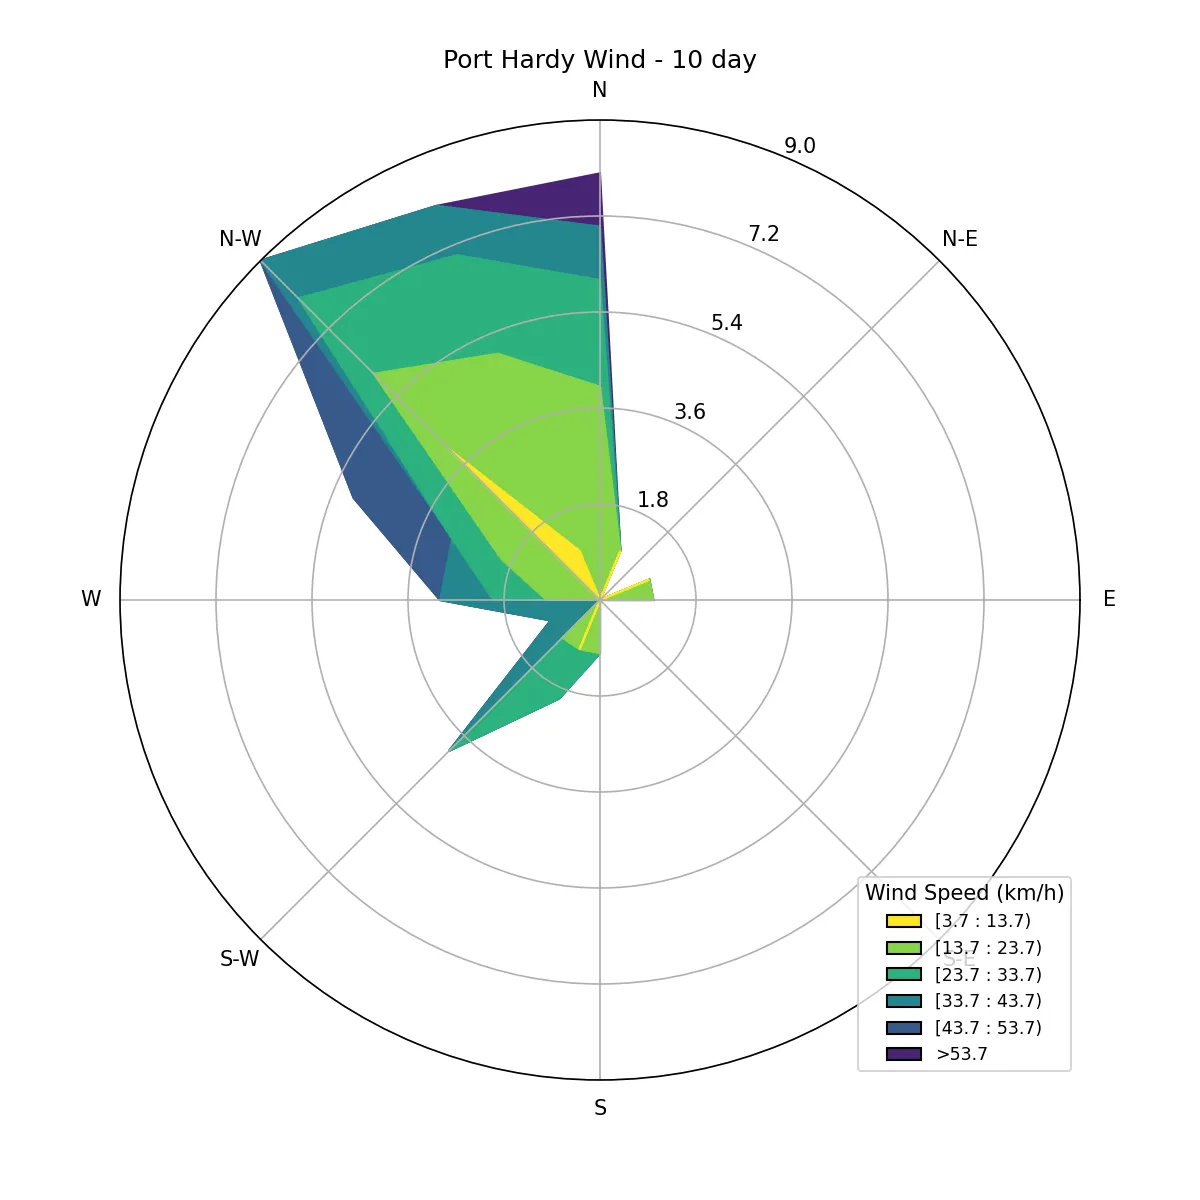 Port Hardy Wind - 10 day
N
9.0
N-W
7.2
N-E
5.4
3.6
1.8
W
E
Wind Speed (km/h)
[3.7 : 13.7)
[13.7 : 23.7)
S-W
S-E
[23.7 : 33.7)
[33.7 : 43.7)
[43.7 : 53.7)
>53.7
S